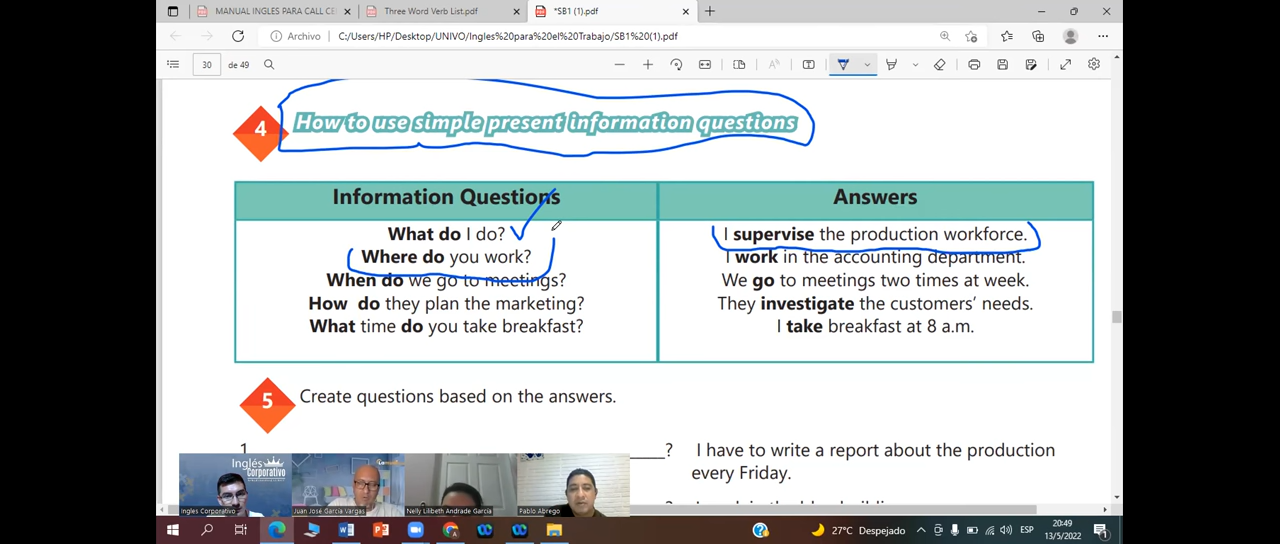 MANUAL INGLES PARA CALL CE
Three Word Verb List.pdf
*SB1 (1).pdf
Archivo
C:/Users/HP/Desktop/UNIVO/Ingles%20para%20el%20Trabajo/SB1%20(1).pdf
30
de 49
4
How to use simple present information questions
Information Questions
Answers
What do I do?
I supervise the production workforce.
Where do you work?
I work in the accounting department.
When do we go to meetings?
We go to meetings two times at week.
How do they plan the marketing?
They investigate the customers' needs.
What time do you take breakfast?
I take breakfast at 8 a.m.
5
Create questions based on the answers.
1
?
I have to write a report about the production
every Friday.
Inglés
Corporativo
Ingles Corporativo
Juan José García Vargas
Nelly Lilibeth Andrade Garcia
Pablo Abrego
27°C Despejado
ESP
20:49
13/5/2022